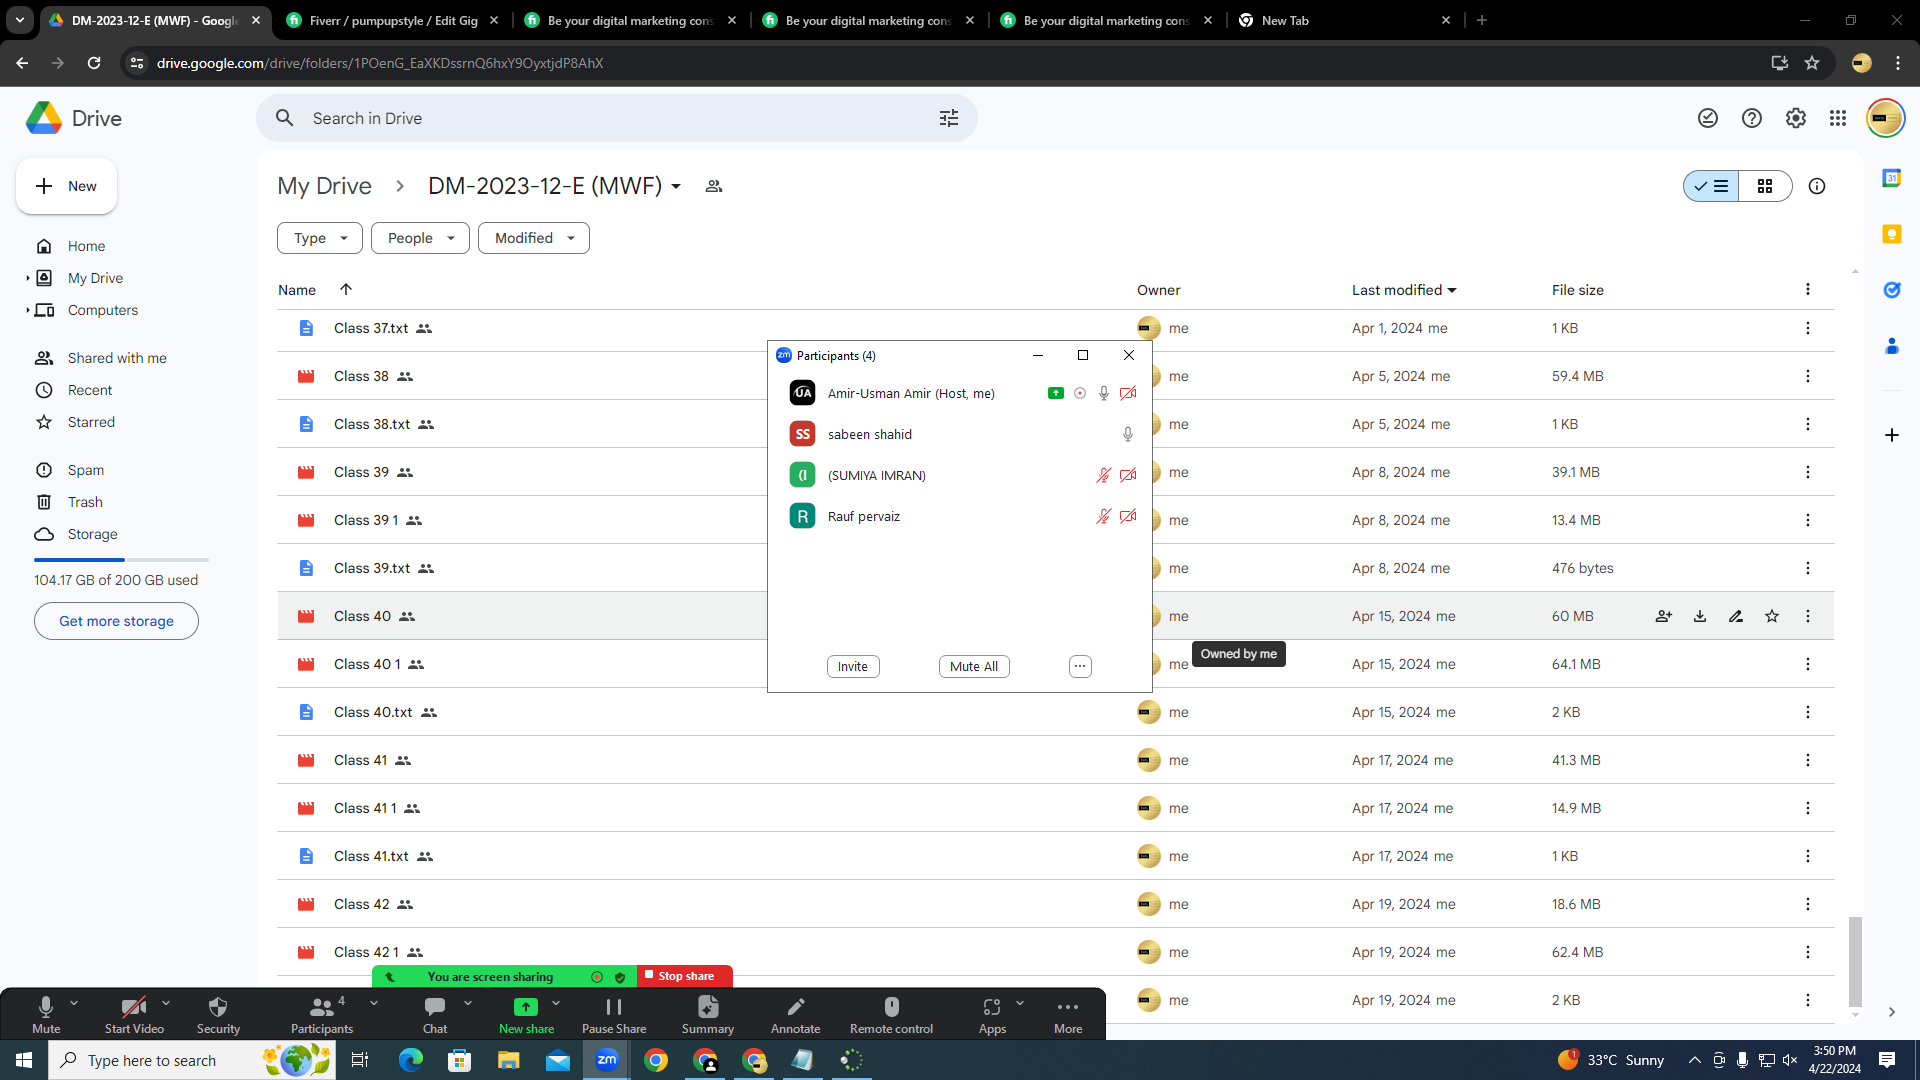 DM-2023-12-E (MWF) - Google
Fiverr / pumpupstyle / Edit Gig
Be your digital marketing cons
Be your digital marketing cons
Be your digital marketing cons
New Tab
drive.google.com/drive/folders/1POenG_EaXKDssrnQ6hxY9OyxtjdP8AhX
Drive
Search in Drive
New
My Drive > DM-2023-12-E (MWF)
Type
People
Modified
Home
My Drive
Computers
Shared with me
Recent
Starred
Spam
Trash
Storage
104.17 GB of 200 GB used
Get more storage
Name Owner Last modified File size
Class 37.txt me Apr 1, 2024 me 1 KB
Class 38 me Apr 5, 2024 me 59.4 MB
Class 38.txt me Apr 5, 2024 me 1 KB
Class 39 me Apr 8, 2024 me 39.1 MB
Class 39 1 me Apr 8, 2024 me 13.4 MB
Class 39.txt me Apr 8, 2024 me 476 bytes
Class 40 me Apr 15, 2024 me 60 MB
Class 40 1 me Apr 15, 2024 me 64.1 MB
Class 40.txt me Apr 15, 2024 me 2 KB
Class 41 me Apr 17, 2024 me 41.3 MB
Class 41 1 me Apr 17, 2024 me 14.9 MB
Class 41.txt me Apr 17, 2024 me 1 KB
Class 42 me Apr 19, 2024 me 18.6 MB
Class 42 1 me Apr 19, 2024 me 62.4 MB
me Apr 19, 2024 me 2 KB
Owned by me
31
zm Participants (4)
UA Amir-Usman Amir (Host, me)
SS sabeen shahid
(I (SUMIYA IMRAN)
R Rauf pervaiz
Invite
Mute All
...
You are screen sharing
Stop share
Mute
Start Video
Security
Participants
4
Chat
New share
Pause Share
Summary
Annotate
Remote control
Apps
More
Type here to search
zm
1
33°C Sunny
3:50 PM
4/22/2024